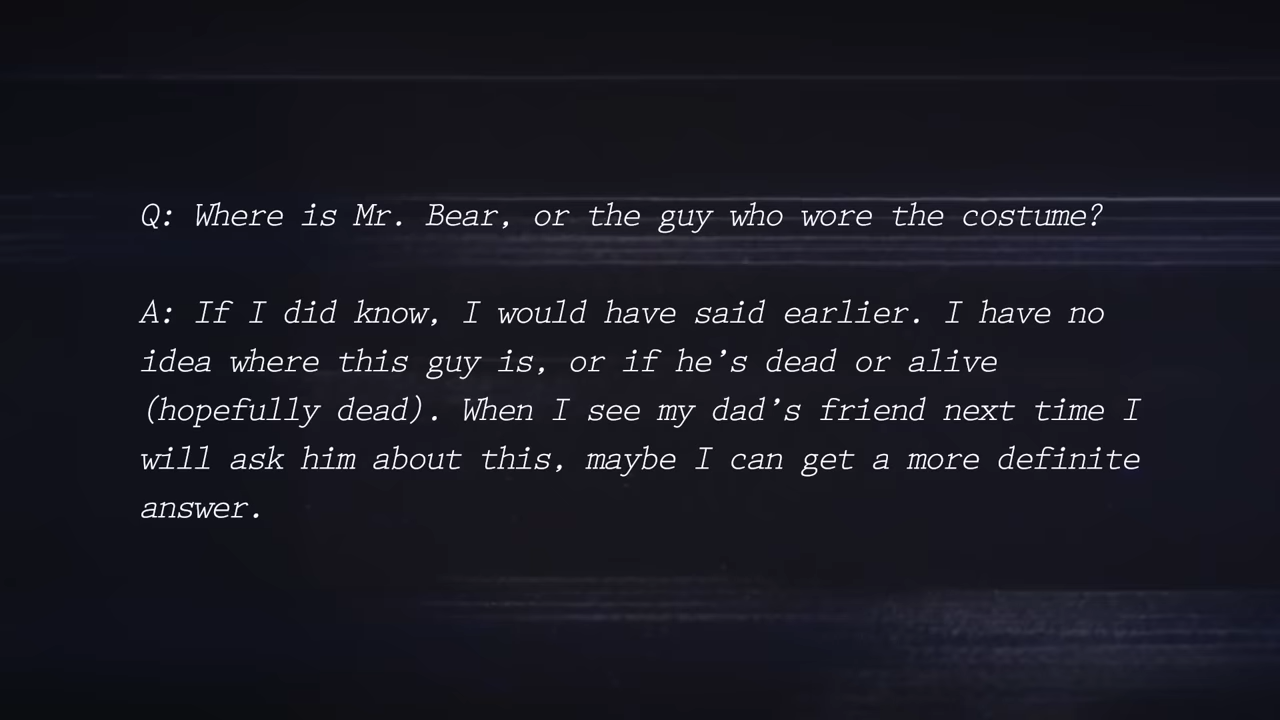 Q: Where is Mr. Bear, or the guy who wore the costume?
A: If I did know, I would have said earlier. I have no
idea where this guy is, or if he’s dead or alive
(hopefully dead). When I see my dad’s friend next time I
will ask him about this, maybe I can get a more definite
answer.